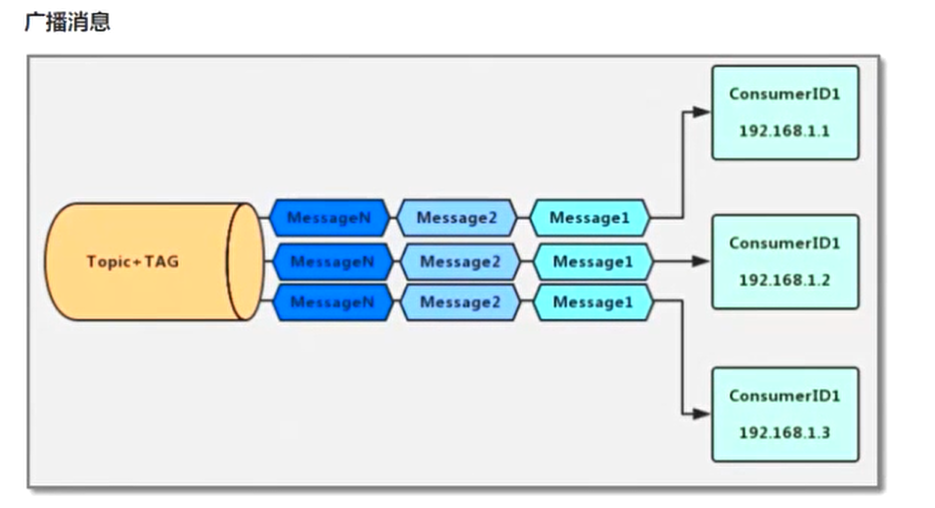 广播消息
ConsumerID1
192.168.1.1
MessageN Message2 Message1
Topic+TAG
MessageN Message2 Message1
ConsumerID1
192.168.1.2
MessageN Message2 Message1
ConsumerID1
192.168.1.3